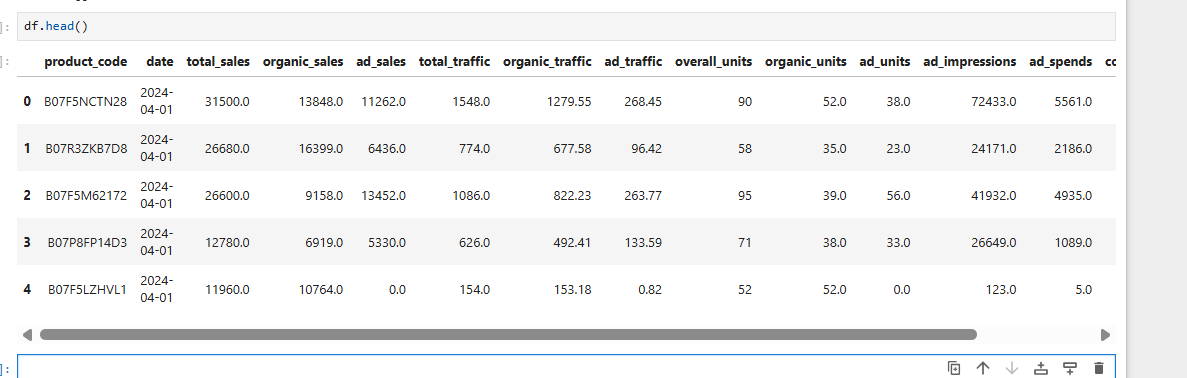 ]: df.head()
]: product_code date total_sales organic_sales ad_sales total_traffic organic_traffic ad_traffic overall_units organic_units ad_units ad_impressions ad_spends co
0 B07F5NCTN28 2024-04-01 31500.0 13848.0 11262.0 1548.0 1279.55 268.45 90 52.0 38.0 72433.0 5561.0
1 B07R3ZKB7D8 2024-04-01 26680.0 16399.0 6436.0 774.0 677.58 96.42 58 35.0 23.0 24171.0 2186.0
2 B07F5M62172 2024-04-01 26600.0 9158.0 13452.0 1086.0 822.23 263.77 95 39.0 56.0 41932.0 4935.0
3 B07P8FP14D3 2024-04-01 12780.0 6919.0 5330.0 626.0 492.41 133.59 71 38.0 33.0 26649.0 1089.0
4 B07F5LZHVL1 2024-04-01 11960.0 10764.0 0.0 154.0 153.18 0.82 52 52.0 0.0 123.0 5.0
]: